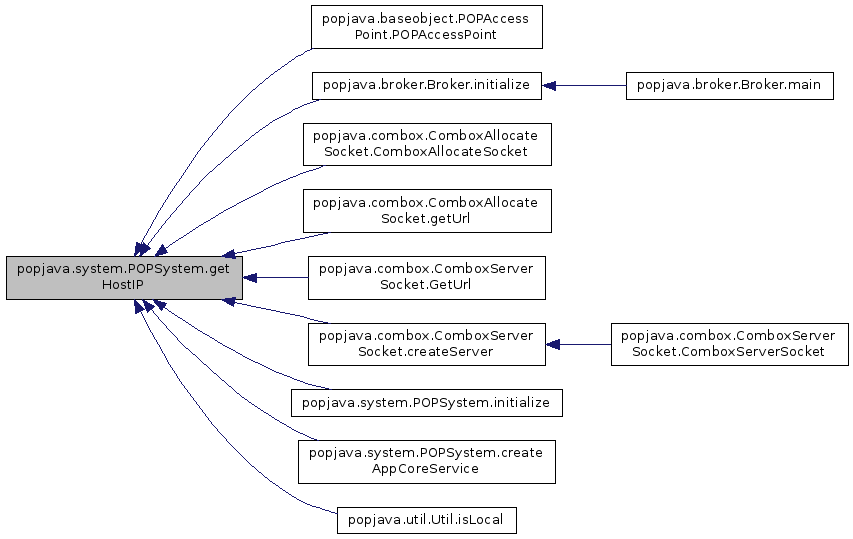 popjava.baseobject.POPAccess
Point.POPAccessPoint
popjava.broker.Broker.initialize
popjava.broker.Broker.main
popjava.combox.ComboxAllocate
Socket.ComboxAllocateSocket
popjava.combox.ComboxAllocate
Socket.getUrl
popjava.system.POPSystem.get
HostIP
popjava.combox.ComboxServer
Socket.GetUrl
popjava.combox.ComboxServer
Socket.createServer
popjava.combox.ComboxServer
Socket.ComboxServerSocket
popjava.system.POPSystem.initialize
popjava.system.POPSystem.create
AppCoreService
popjava.util.Util.isLocal